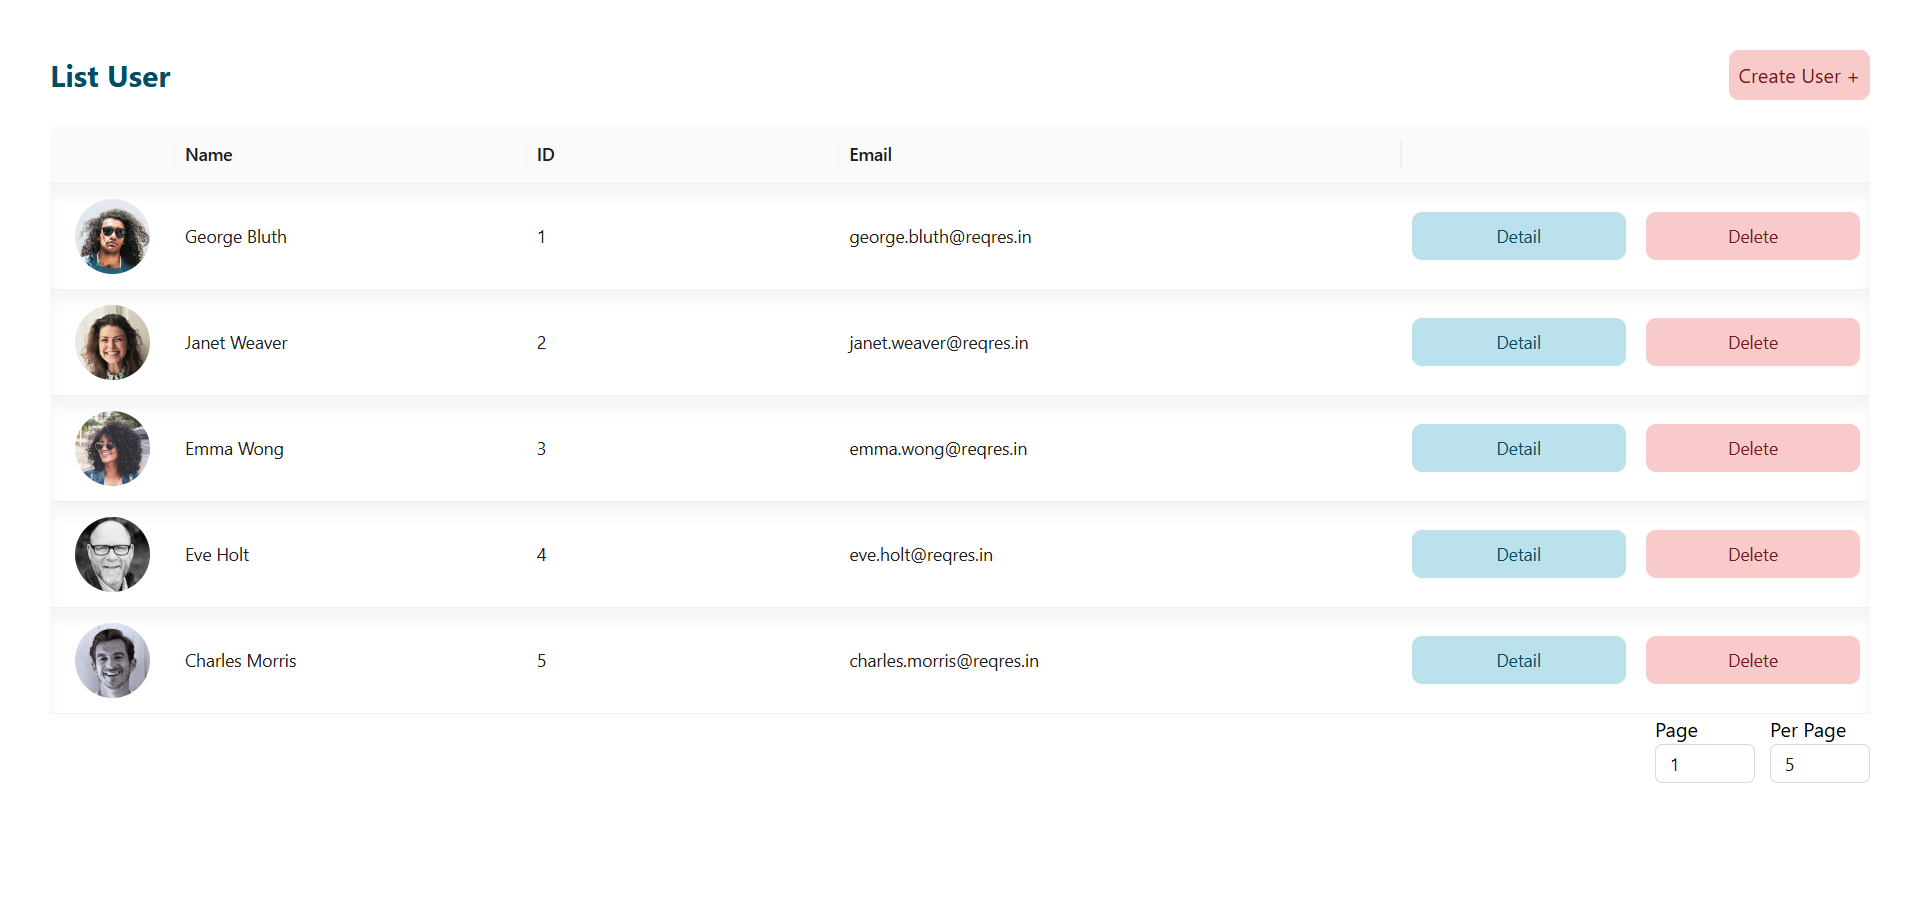 List User
Create User +
Name ID Email
George Bluth 1 george.bluth@reqres.in Detail Delete
Janet Weaver 2 janet.weaver@reqres.in Detail Delete
Emma Wong 3 emma.wong@reqres.in Detail Delete
Eve Holt 4 eve.holt@reqres.in Detail Delete
Charles Morris 5 charles.morris@reqres.in Detail Delete
Page Per Page
1 5